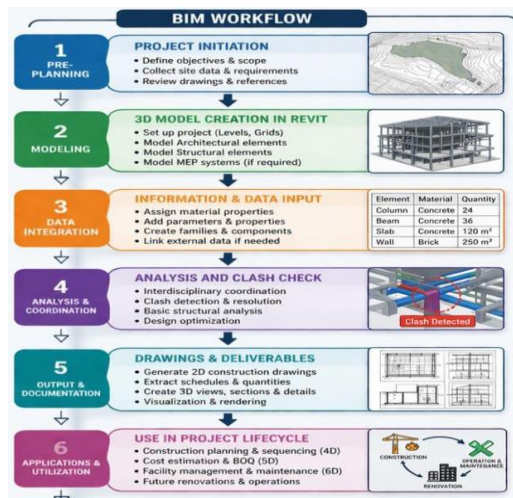 BIM WORKFLOW
1
PRE-
PLANNING
PROJECT INITIATION
• Define objectives & scope
• Collect site data & requirements
• Review drawings & references
2
MODELING
3D MODEL CREATION IN REVIT
• Set up project (Levels, Grids)
• Model Architectural elements
• Model Structural elements
• Model MEP systems (if required)
3
DATA
INTEGRATION
INFORMATION & DATA INPUT
• Assign material properties
• Add parameters & properties
• Create families & components
• Link external data if needed
Element Material Quantity
Column Concrete 24
Beam Concrete 36
Slab Concrete 120 m²
Wall Brick 250 m²
4
ANALYSIS &
COORDINATION
ANALYSIS AND CLASH CHECK
• Interdisciplinary coordination
• Clash detection & resolution
• Basic structural analysis
• Design optimization
Clash Detected
5
OUTPUT &
DOCUMENTATION
DRAWINGS & DELIVERABLES
• Generate 2D construction drawings
• Extract schedules & quantities
• Create 3D views, sections & details
• Visualization & rendering
6
APPLICATIONS &
UTILIZATION
USE IN PROJECT LIFECYCLE
• Construction planning & sequencing (4D)
• Cost estimation & BOQ (5D)
• Facility management & maintenance (6D)
• Future renovations & operations
CONSTRUCTION
OPERATION &
MAINTENANCE
RENOVATION